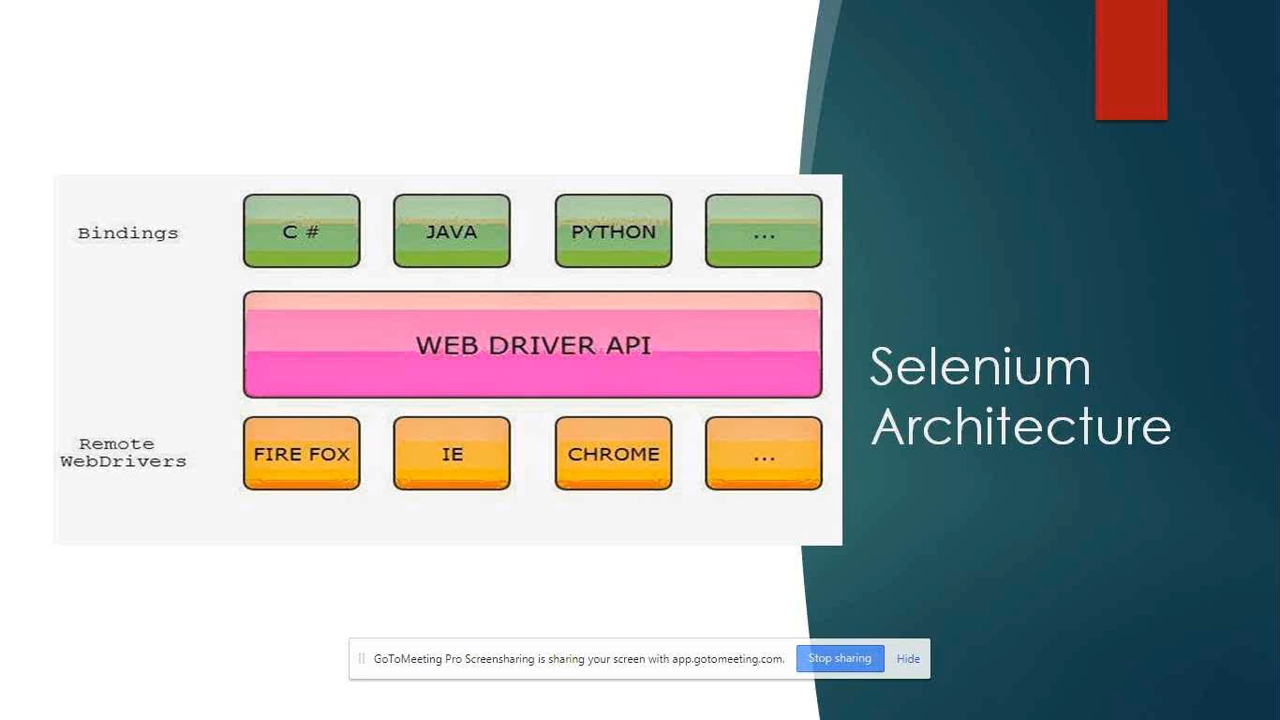 Bindings
C #
JAVA
PYTHON
...
WEB DRIVER API
Remote
WebDrivers
FIRE FOX
IE
CHROME
...
Selenium
Architecture
GoToMeeting Pro Screensharing is sharing your screen with app.gotomeeting.com.
Stop sharing
Hide